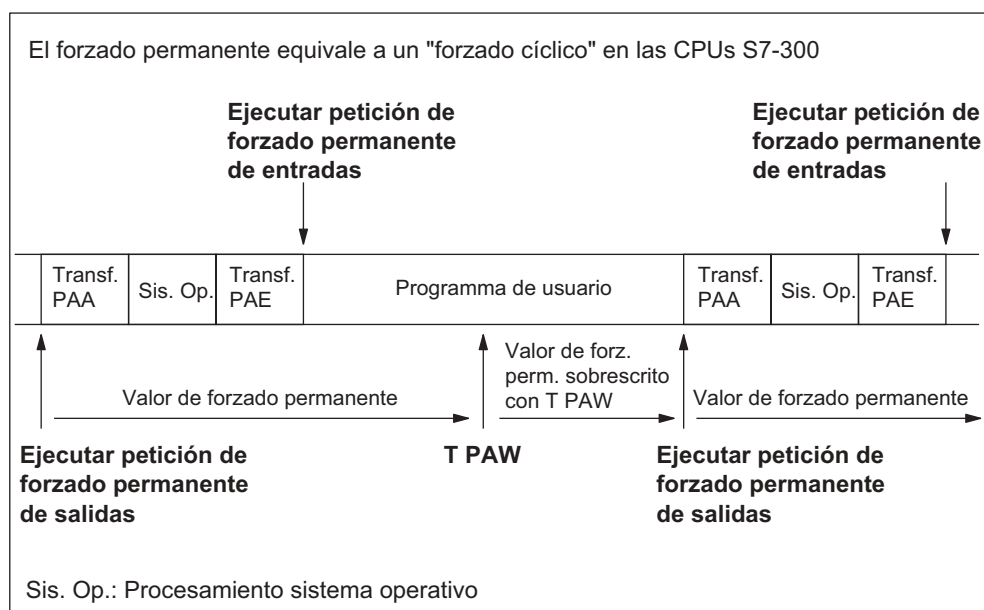 El forzado permanente equivale a un "forzado cíclico" en las CPUs S7-300
Ejecutar petición de
forzado permanente
de entradas
Ejecutar petición de
forzado permanente
de entradas
Transf.
PAA
Sis. Op.
Transf.
PAE
Programma de usuario
Transf.
PAA
Sis. Op.
Transf.
PAE
Valor de forzado permanente
Valor de forz.
perm. sobrescrito
con T PAW
Valor de forzado permanente
Ejecutar petición de
forzado permanente
de salidas
T PAW
Ejecutar petición de
forzado permanente
de salidas
Sis. Op.: Procesamiento sistema operativo